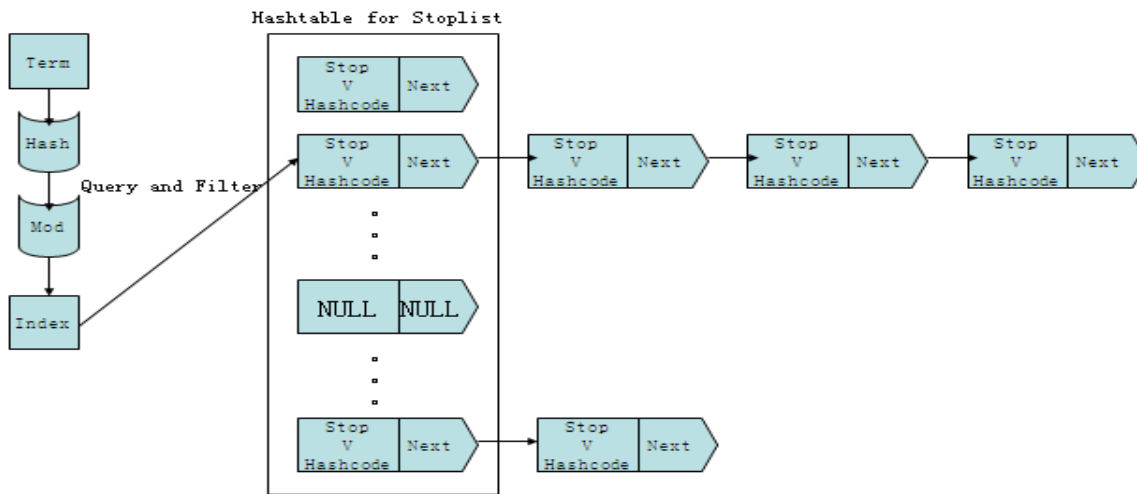 Hashtable for Stoplist
Term
Stop
V
Hashcode
Next
Hash
Stop
V
Hashcode
Next
Stop
V
Hashcode
Next
Stop
V
Hashcode
Next
Stop
V
Hashcode
Next
Query and Filter
Mod
NULL
NULL
Index
Stop
V
Hashcode
Next
Stop
V
Hashcode
Next